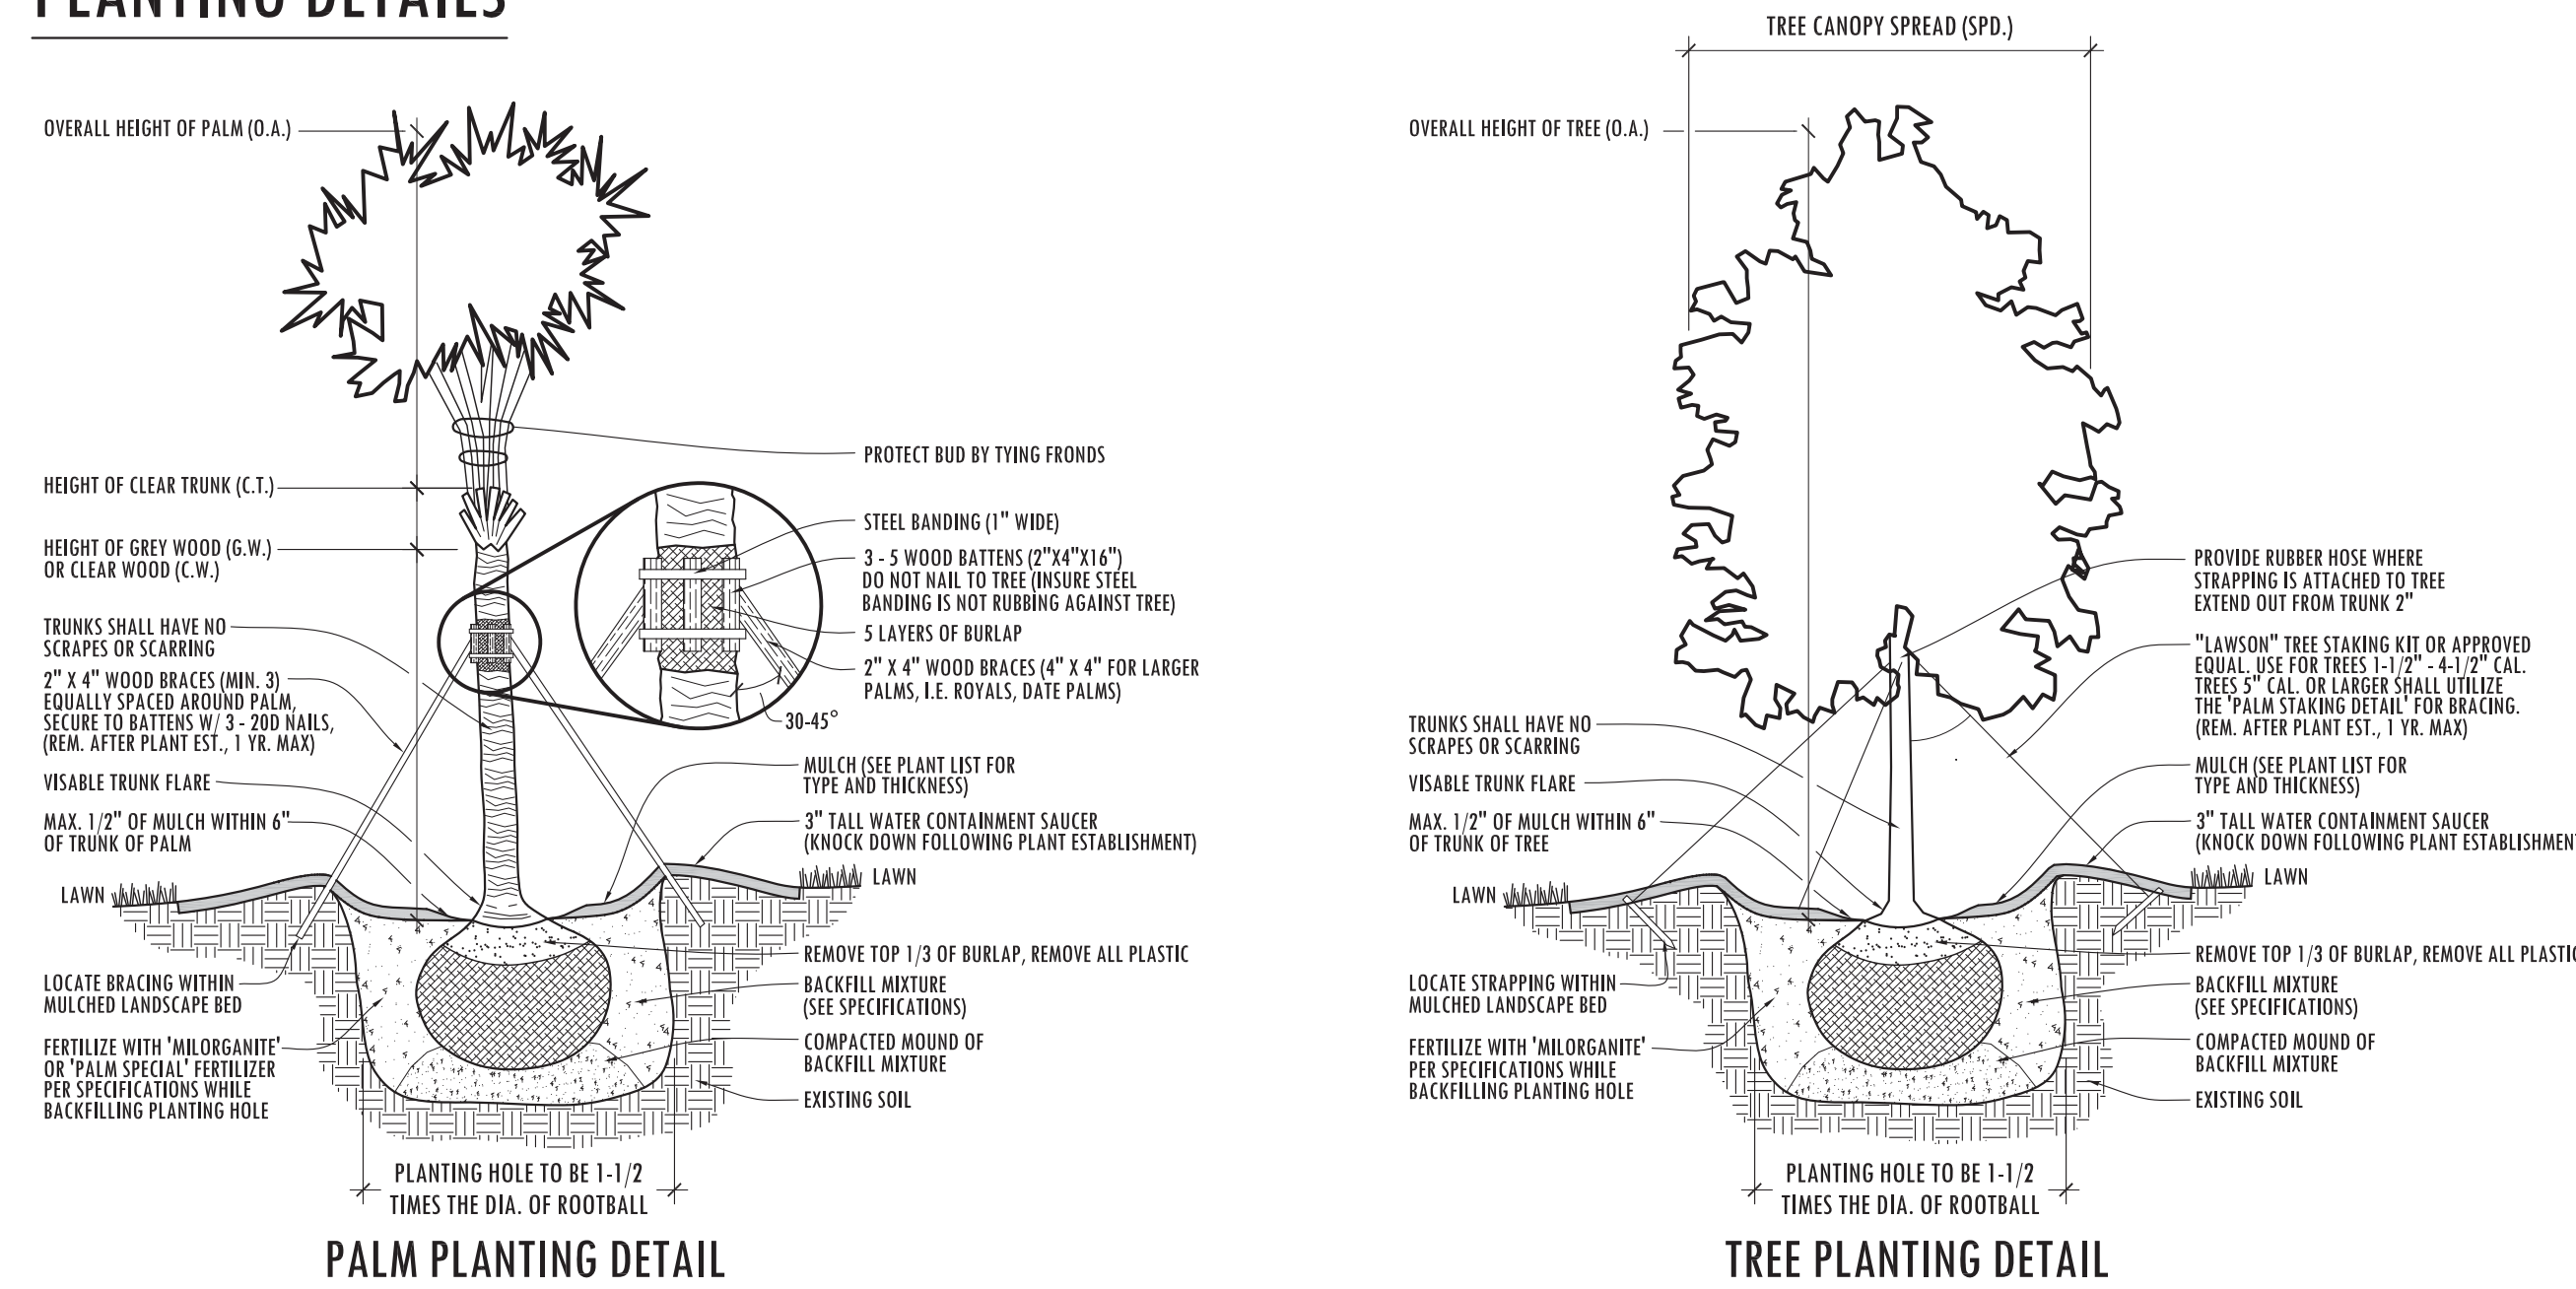 PLANTING DETAILS
OVERALL HEIGHT OF PALM (O.A.)
HEIGHT OF CLEAR TRUNK (C.T.)
HEIGHT OF GREY WOOD (G.W.)
OR CLEAR WOOD (C.W.)
TRUNKS SHALL HAVE NO
SCRAPES OR SCARRING
2" X 4" WOOD BRACES (MIN. 3)
EQUALLY SPACED AROUND PALM,
SECURE TO BATTENS W/ 3 - 20D NAILS,
(REM. AFTER PLANT EST., 1 YR. MAX)
VISABLE TRUNK FLARE
MAX. 1/2" OF MULCH WITHIN 6"
OF TRUNK OF PALM
LAWN
LOCATE BRACING WITHIN
MULCHED LANDSCAPE BED
FERTILIZE WITH 'MILORGANITE'
OR 'PALM SPECIAL' FERTILIZER
PER SPECIFICATIONS WHILE
BACKFILLING PLANTING HOLE
PROTECT BUD BY TYING FRONDS
STEEL BANDING (1" WIDE)
3 - 5 WOOD BATTENS (2"X4"X16")
DO NOT NAIL TO TREE (INSURE STEEL
BANDING IS NOT RUBBING AGAINST TREE)
5 LAYERS OF BURLAP
2" X 4" WOOD BRACES (4" X 4" FOR LARGER
PALMS, I.E. ROYALS, DATE PALMS)
30-45°
MULCH (SEE PLANT LIST FOR
TYPE AND THICKNESS)
3" TALL WATER CONTAINMENT SAUCER
(KNOCK DOWN FOLLOWING PLANT ESTABLISHMENT)
LAWN
REMOVE TOP 1/3 OF BURLAP, REMOVE ALL PLASTIC
BACKFILL MIXTURE
(SEE SPECIFICATIONS)
COMPACTED MOUND OF
BACKFILL MIXTURE
EXISTING SOIL
PLANTING HOLE TO BE 1-1/2
TIMES THE DIA. OF ROOTBALL
PALM PLANTING DETAIL
TREE CANOPY SPREAD (SPD.)
OVERALL HEIGHT OF TREE (O.A.)
TRUNKS SHALL HAVE NO
SCRAPES OR SCARRING
VISABLE TRUNK FLARE
MAX. 1/2" OF MULCH WITHIN 6"
OF TRUNK OF TREE
LAWN
LOCATE STRAPPING WITHIN
MULCHED LANDSCAPE BED
FERTILIZE WITH 'MILORGANITE'
PER SPECIFICATIONS WHILE
BACKFILLING PLANTING HOLE
PROVIDE RUBBER HOSE WHERE
STRAPPING IS ATTACHED TO TREE
EXTEND OUT FROM TRUNK 2"
"LAWSON" TREE STAKING KIT OR APPROVED
EQUAL. USE FOR TREES 1-1/2" - 4-1/2" CAL.
TREES 5" CAL. OR LARGER SHALL UTILIZE
THE 'PALM STAKING DETAIL' FOR BRACING.
(REM. AFTER PLANT EST., 1 YR. MAX)
MULCH (SEE PLANT LIST FOR
TYPE AND THICKNESS)
3" TALL WATER CONTAINMENT SAUCER
(KNOCK DOWN FOLLOWING PLANT ESTABLISHMENT
LAWN
REMOVE TOP 1/3 OF BURLAP, REMOVE ALL PLASTIC
BACKFILL MIXTURE
(SEE SPECIFICATIONS)
COMPACTED MOUND OF
BACKFILL MIXTURE
EXISTING SOIL
PLANTING HOLE TO BE 1-1/2
TIMES THE DIA. OF ROOTBALL
TREE PLANTING DETAIL